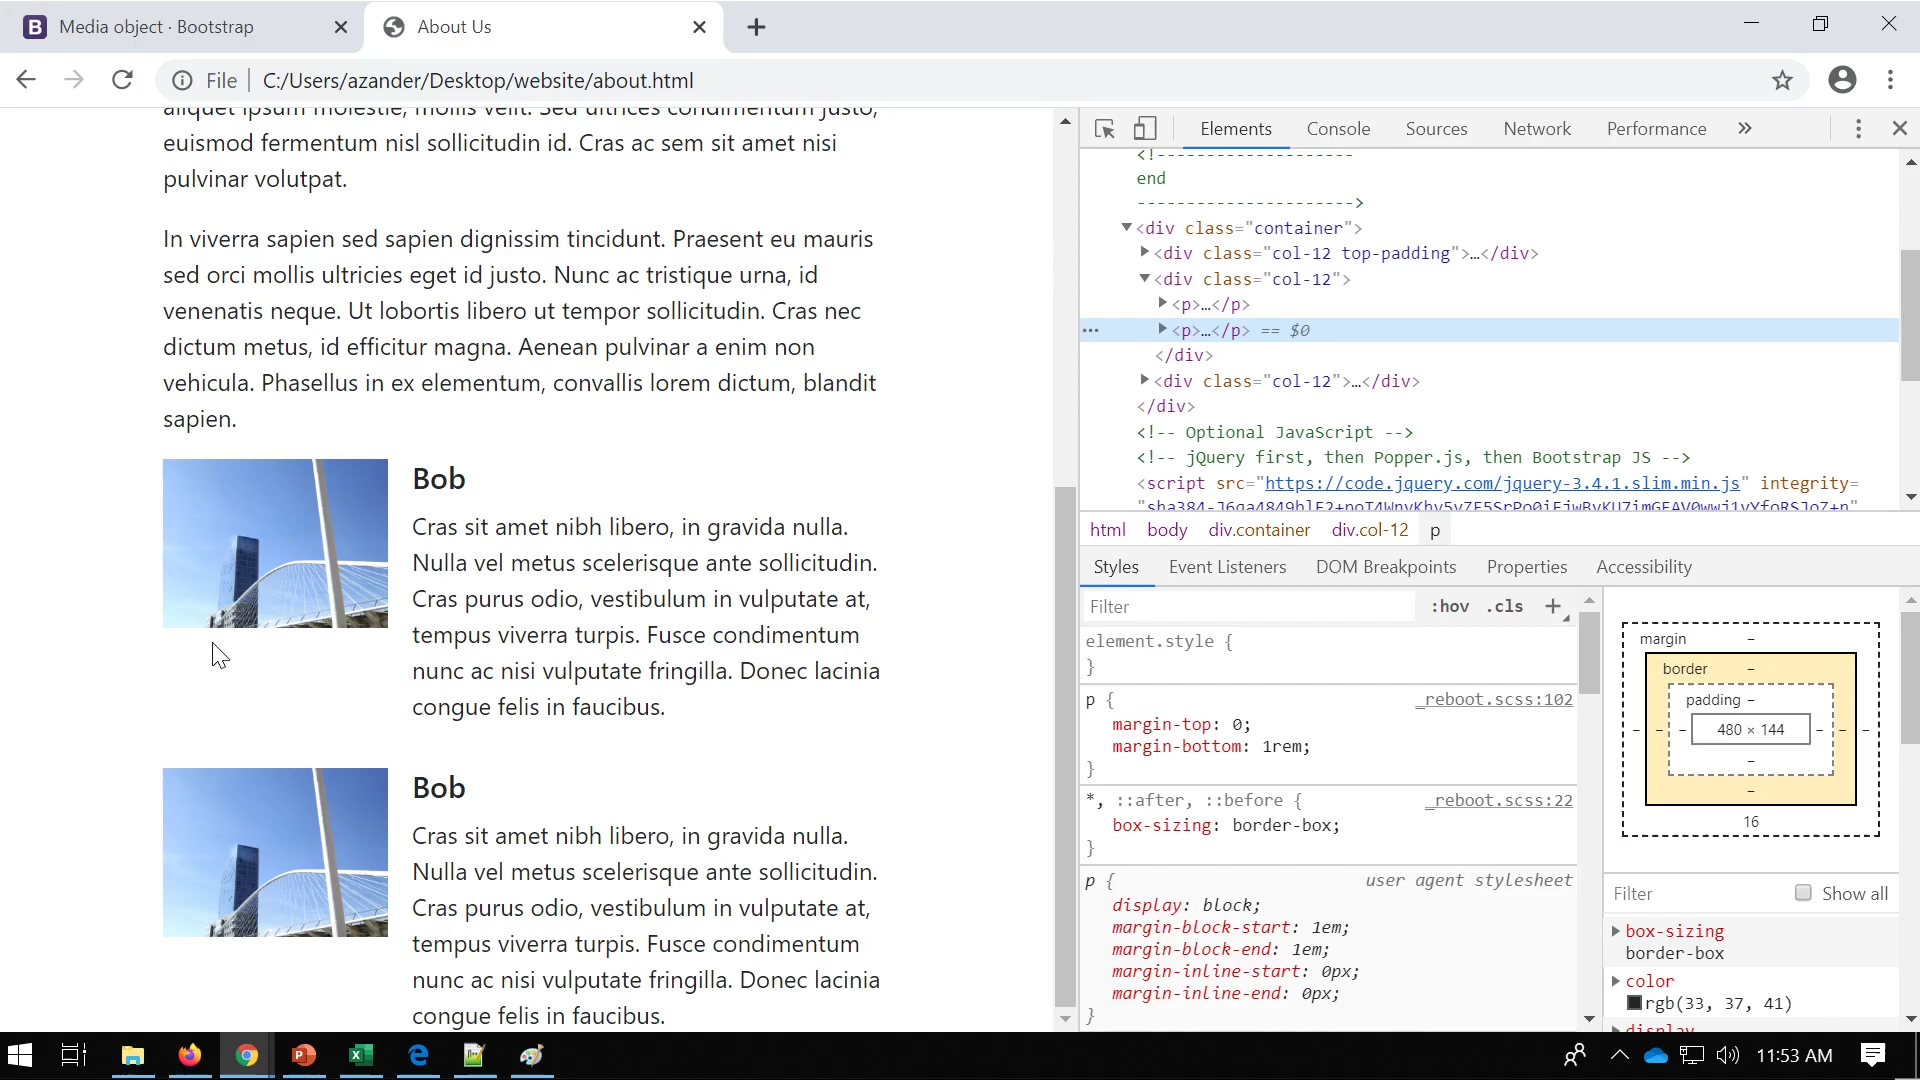 Media object · Bootstrap
About Us
File
C:/Users/azander/Desktop/website/about.html
aliquet ipsum molestie, mollis velit. Sed ultrices condimentum justo,
euismod fermentum nisl sollicitudin id. Cras ac sem sit amet nisi
pulvinar volutpat.
In viverra sapien sed sapien dignissim tincidunt. Praesent eu mauris
sed orci mollis ultricies eget id justo. Nunc ac tristique urna, id
venenatis neque. Ut lobortis libero ut tempor sollicitudin. Cras nec
dictum metus, id efficitur magna. Aenean pulvinar a enim non
vehicula. Phasellus in ex elementum, convallis lorem dictum, blandit
sapien.
Bob
Cras sit amet nibh libero, in gravida nulla.
Nulla vel metus scelerisque ante sollicitudin.
Cras purus odio, vestibulum in vulputate at,
tempus viverra turpis. Fusce condimentum
nunc ac nisi vulputate fringilla. Donec lacinia
congue felis in faucibus.
Bob
Cras sit amet nibh libero, in gravida nulla.
Nulla vel metus scelerisque ante sollicitudin.
Cras purus odio, vestibulum in vulputate at,
tempus viverra turpis. Fusce condimentum
nunc ac nisi vulputate fringilla. Donec lacinia
congue felis in faucibus.
Elements Console Sources Network Performance »
<!--------------------
end
---------------------->
<div class="container">
<div class="col-12 top-padding">…</div>
<div class="col-12">
<p>…</p>
<p>…</p> == $0
</div>
<div class="col-12">…</div>
</div>
<!-- Optional JavaScript -->
<!-- jQuery first, then Popper.js, then Bootstrap JS -->
<script src="https://code.jquery.com/jquery-3.4.1.slim.min.js" integrity=
html body div.container div.col-12 p
Styles Event Listeners DOM Breakpoints Properties Accessibility
Filter :hov .cls +
element.style {
}
p { _reboot.scss:102
margin-top: 0;
margin-bottom: 1rem;
}
*, ::after, ::before { _reboot.scss:22
box-sizing: border-box;
}
p { user agent stylesheet
display: block;
margin-block-start: 1em;
margin-block-end: 1em;
margin-inline-start: 0px;
margin-inline-end: 0px;
}
margin –
border –
padding –
– – – 480 × 144 – – –
–
–
16
Filter Show all
box-sizing
border-box
color
rgb(33, 37, 41)
display
11:53 AM